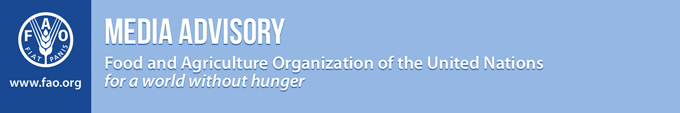 F A O
FIAT PANIS
www.fao.org
MEDIA ADVISORY
Food and Agriculture Organization of the United Nations
for a world without hunger